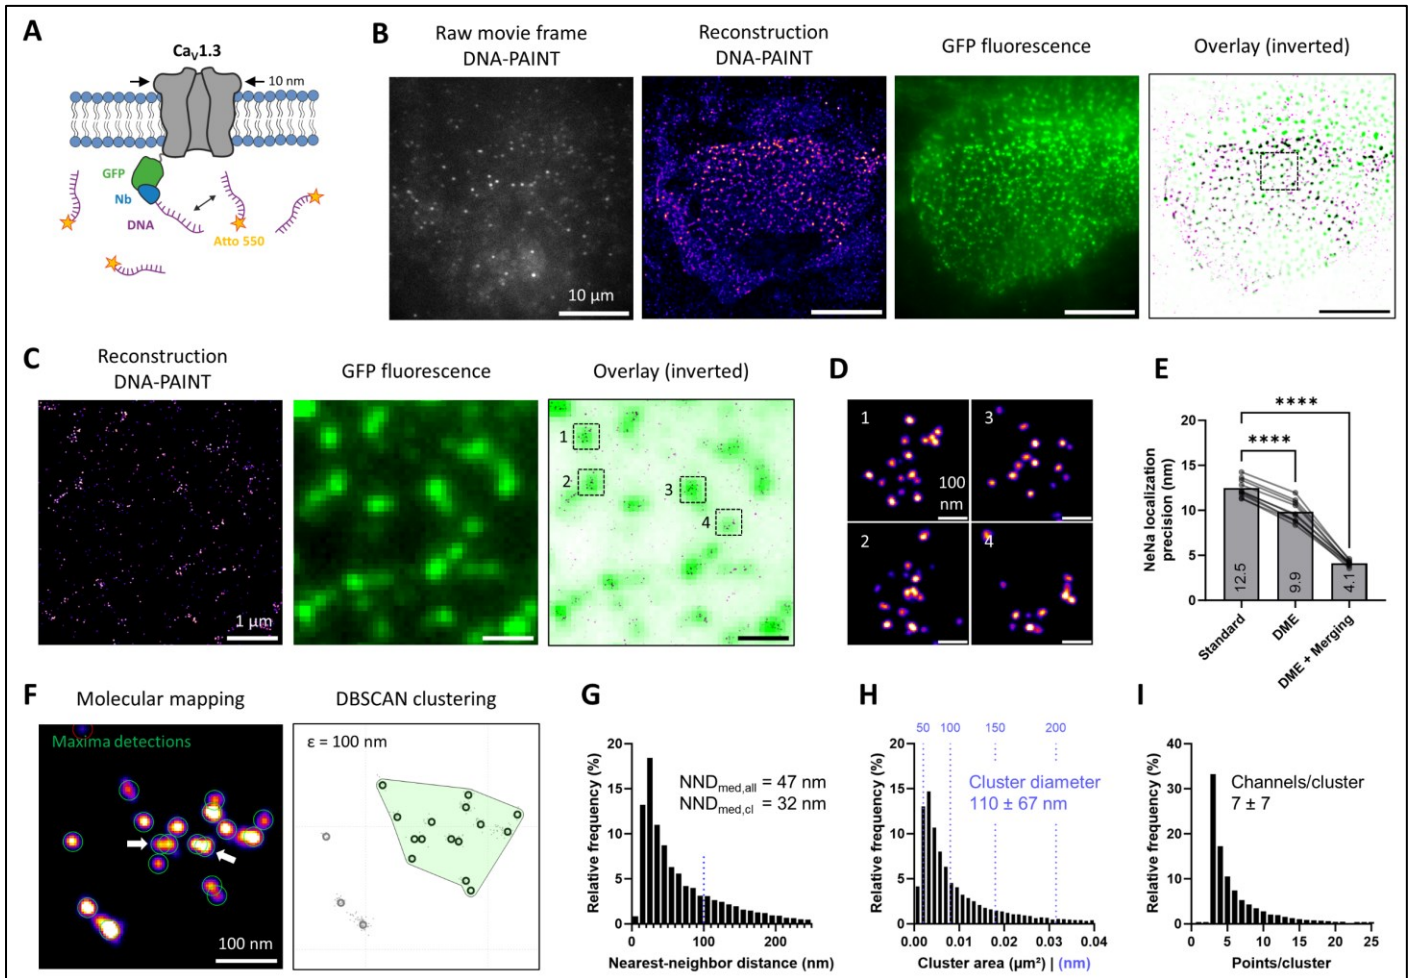 A
Cav1.3
10 nm
GFP
Nb
DNA
Atto 550
B
Raw movie frame
DNA-PAINT
Reconstruction
DNA-PAINT
GFP fluorescence
Overlay (inverted)
10 µm
C
Reconstruction
DNA-PAINT
GFP fluorescence
Overlay (inverted)
1 µm
1
2
3
4
D
1
3
100
nm
2
4
E
****
****
NeNa localization
precision (nm)
20
15
10
5
0
12.5
9.9
4.1
Standard
DME
DME + Merging
F
Molecular mapping
DBSCAN clustering
Maxima detections
100 nm
ε = 100 nm
G
Relative frequency (%)
20
15
10
5
0
NNDmed,all = 47 nm
NNDmed,cl = 32 nm
0
100
200
Nearest-neighbor distance (nm)
H
50
100
150
200
Relative frequency (%)
20
15
10
5
0
Cluster diameter
110 ± 67 nm
0.00
0.01
0.02
0.03
0.04
Cluster area (µm²) | (nm)
I
Relative frequency (%)
40
30
20
10
0
Channels/cluster
7 ± 7
0
5
10
15
20
25
Points/cluster